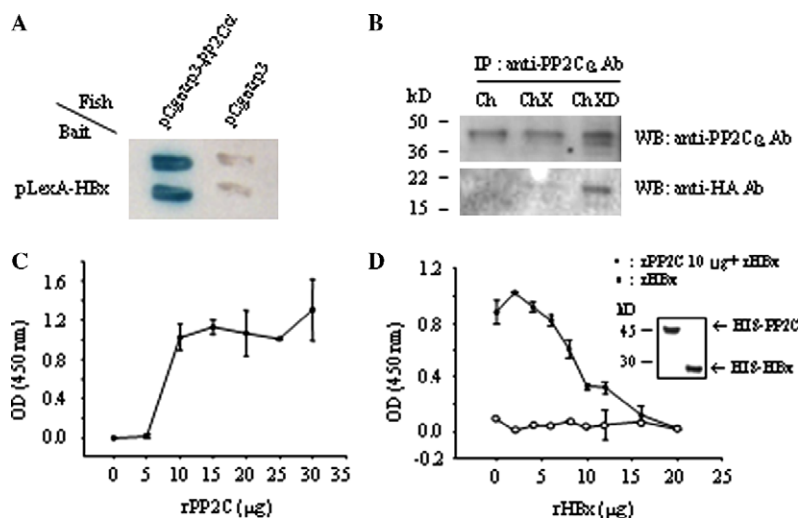 A
Fish
Bait
pCgnap3-PP2Cα
pCgnap3
pLexA-HBx
B
IP : anti-PP2Cα Ab
kD
Ch
ChX
ChXD
50
36
WB: anti-PP2Cα Ab
22
15
WB: anti-HA Ab
C
OD (450 nm)
1.6
1.2
0.8
0.4
0.0
0 5 10 15 20 25 30 35
rPP2C (µg)
D
OD (450 nm)
1.2
0.8
0.4
0.0
-0.2
0 5 10 15 20 25
rHBx (µg)
: rPP2C 10 µg+ rHBx
: rHBx
kD
45
30
← HIS-PP2C
← HIS-HBx